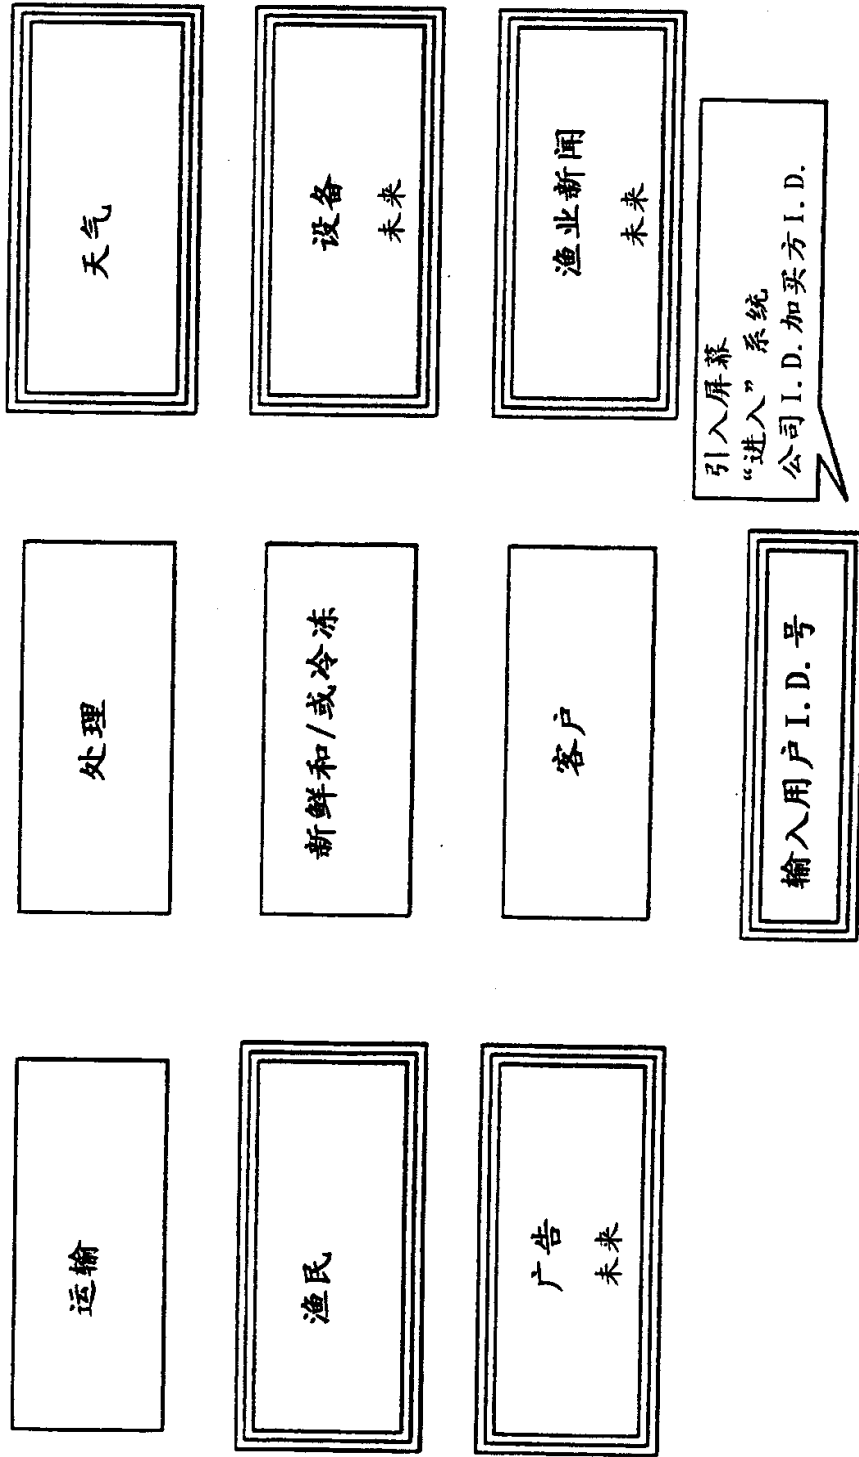 运输
处理
天气
渔民
新鲜和/或冷冻
设备
未来
广告
未来
客户
渔业新闻
未来
引入屏幕
“进入”系统
公司I.D.加买方I.D.
输入用户I.D.号